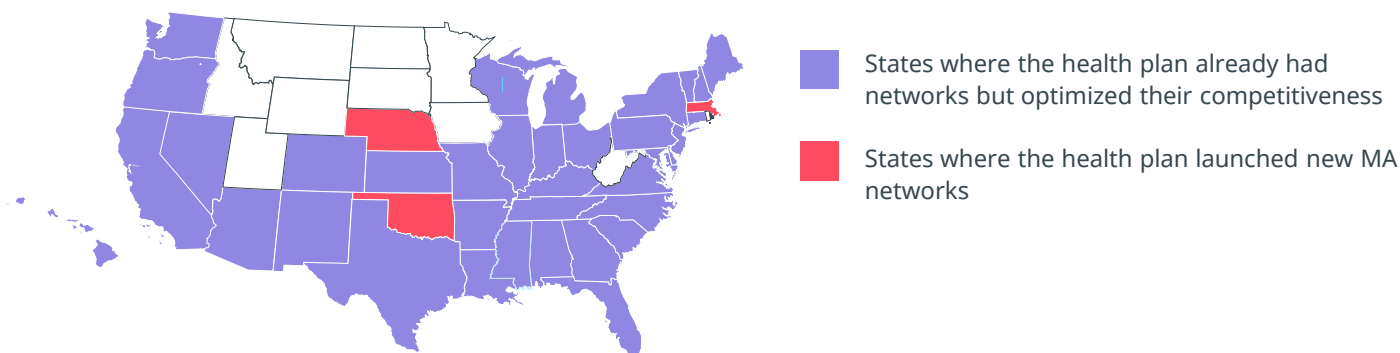 States where the health plan already had
networks but optimized their competitiveness
States where the health plan launched new MA
networks